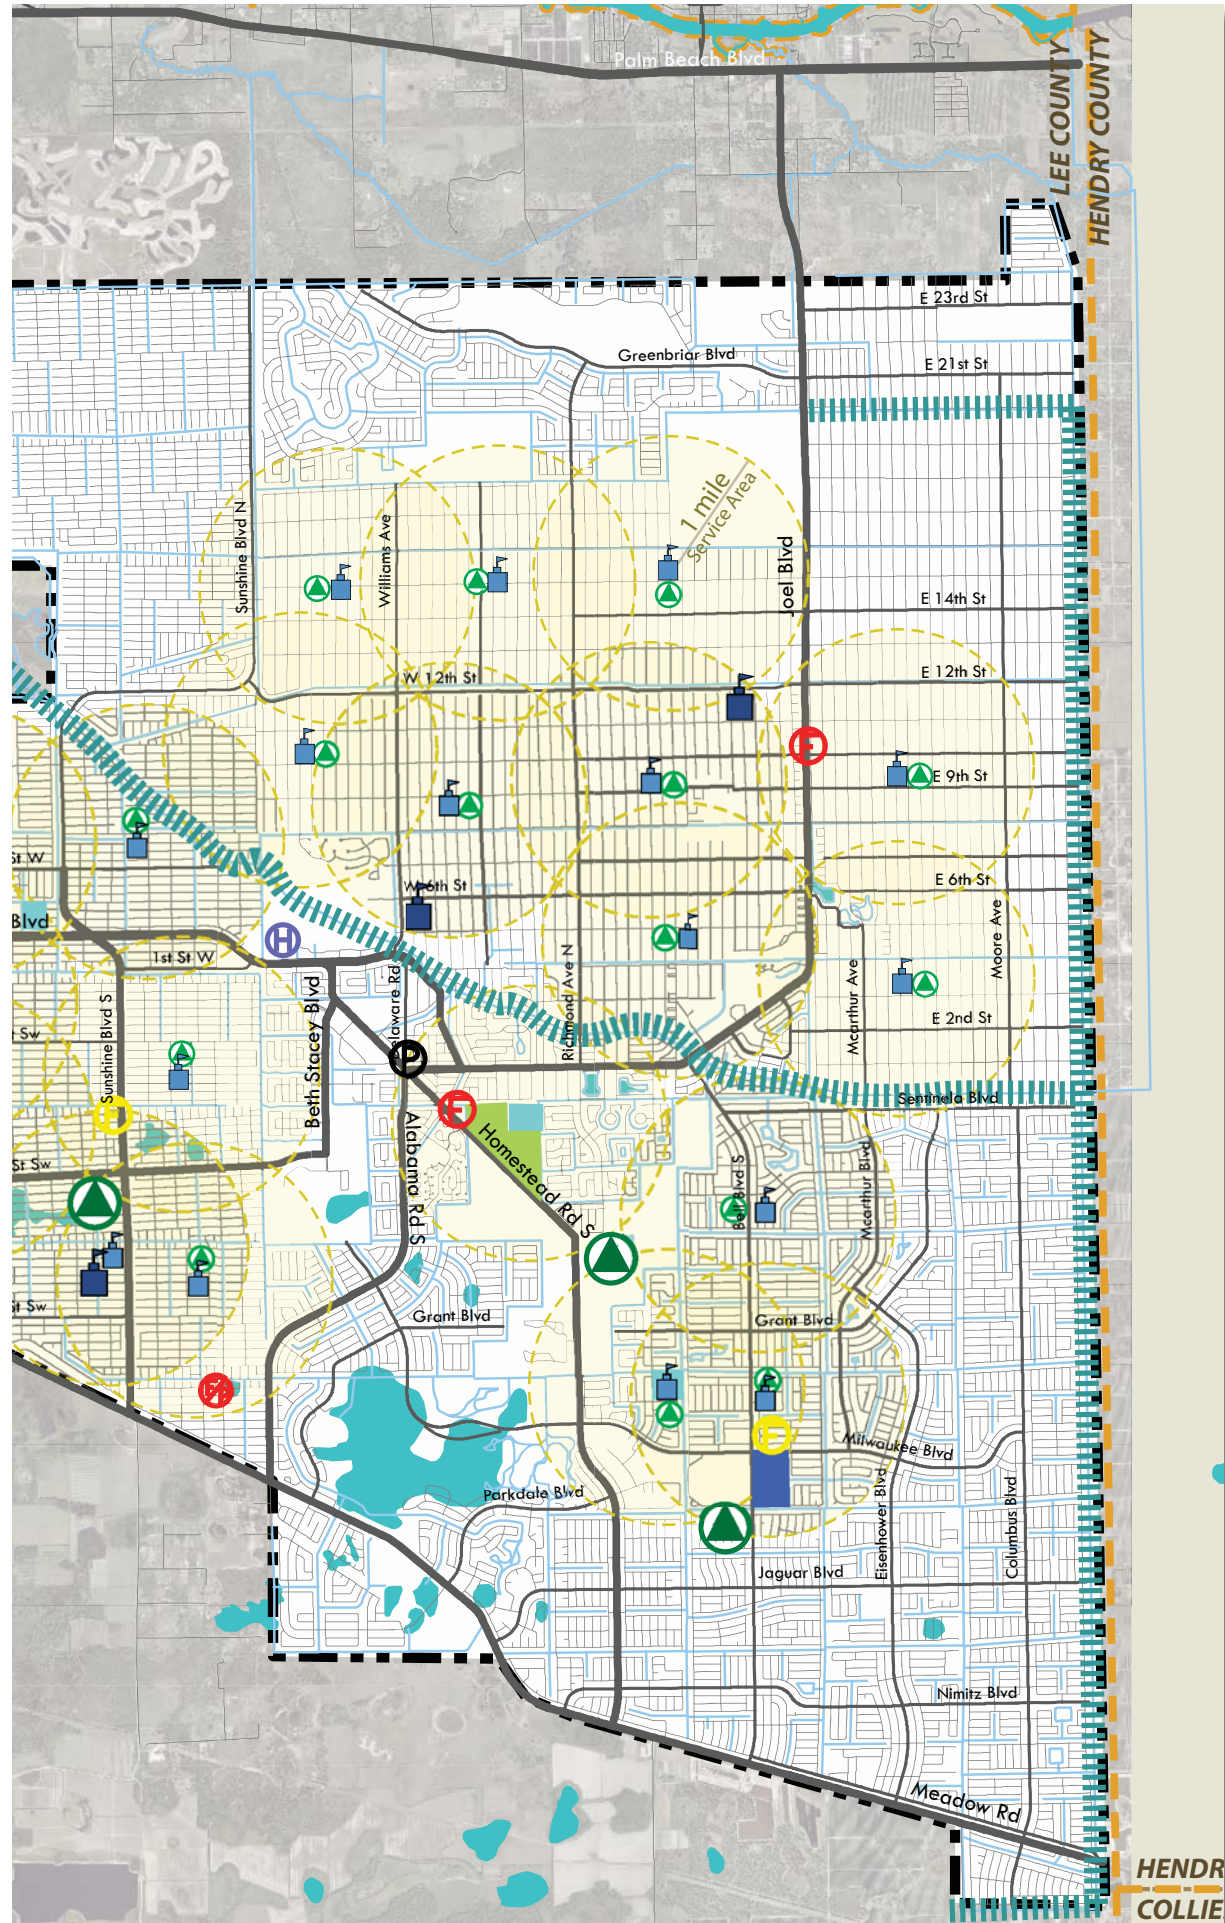 Palm Beach Blvd
LEE COUNTY
HENDRY COUNTY
E 23rd St
Greenbriar Blvd
E 21st St
1 mile
Service Area
Sunshine Blvd N
Williams Ave
Joel Blvd
E 14th St
W 12th St
E 12th St
F
E 9th St
St W
W 6th St
E 6th St
Blvd
H
1st St W
Richmond Ave N
Moore Ave
Mcarthur Ave
E 2nd St
t Sw
Sunshine Blvd S
Beth Stacey Blvd
P
Sentinela Blvd
F
F
Homestead Rd S
Alabama Rd S
St Sw
Bell Blvd S
Mcarthur Blvd
St Sw
Grant Blvd
Grant Blvd
F
Milwaukee Blvd
Parkdale Blvd
Eisenhower Blvd
Columbus Blvd
Jaguar Blvd
Nimitz Blvd
Meadow Rd
HENDR
COLLIE